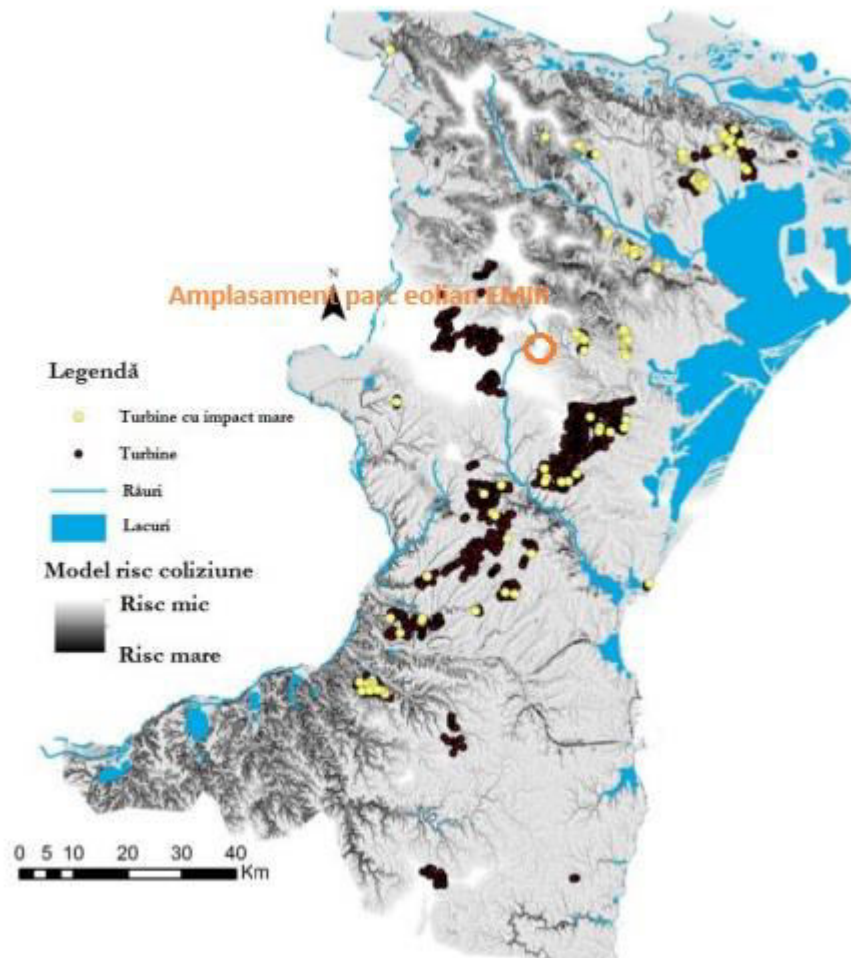 N
Amplasament parc eolian EMIR
Legendă
Turbine cu impact mare
Turbine
Râuri
Lacuri
Model risc coliziune
Risc mic
Risc mare
0 5 10 20 30 40
Km